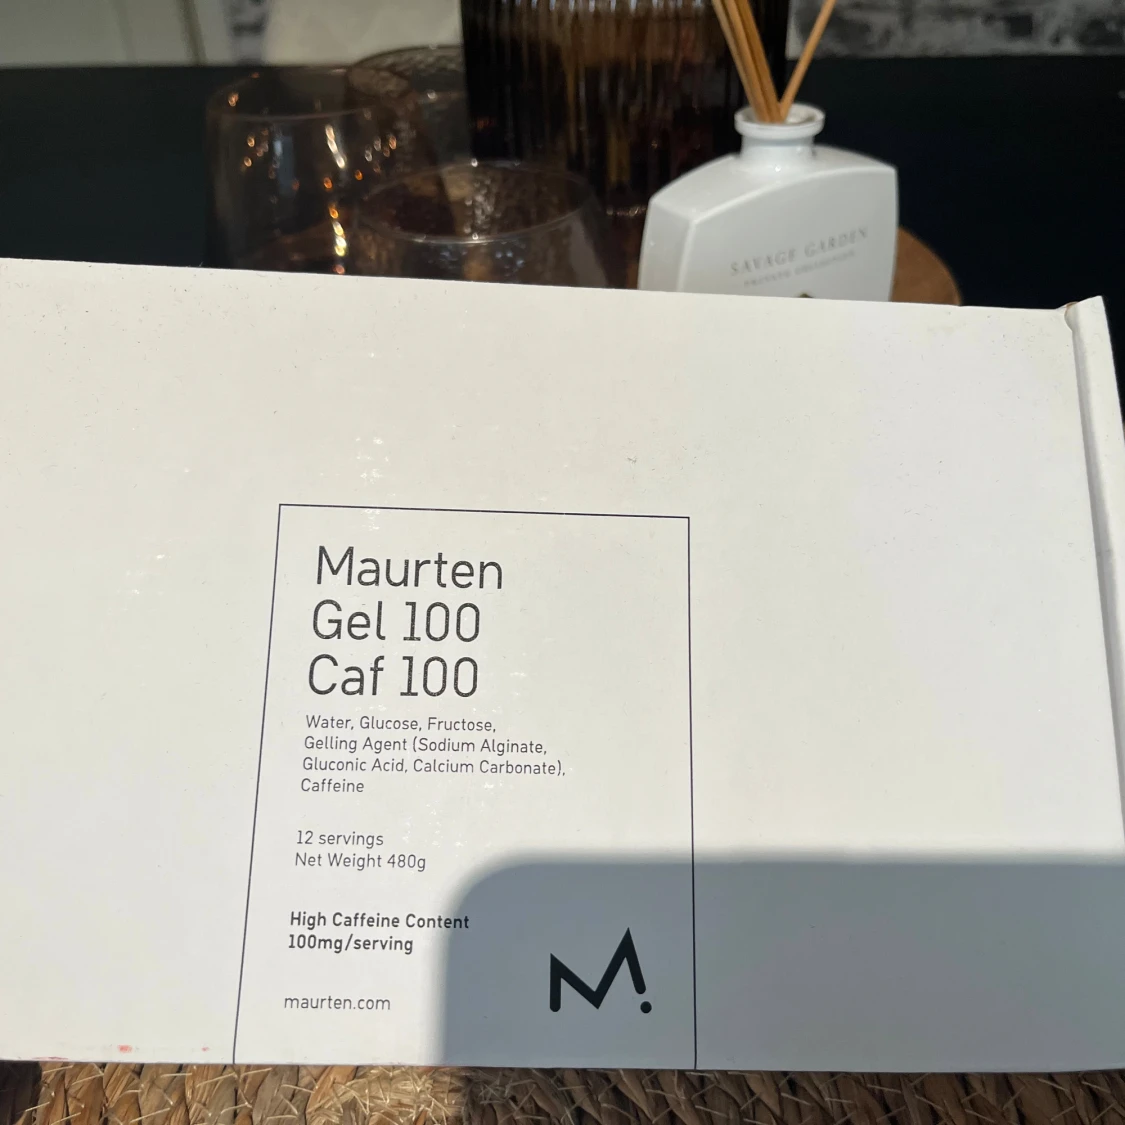 SAVAGE GARDEN
Maurten
Gel 100
Caf 100
Water, Glucose, Fructose,
Gelling Agent (Sodium Alginate,
Gluconic Acid, Calcium Carbonate),
Caffeine
12 servings
Net Weight 480g
High Caffeine Content
100mg/serving
maurten.com
M.